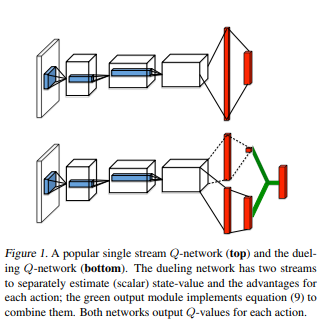 Figure 1. A popular single stream Q-network (top) and the duel-
ing Q-network (bottom). The dueling network has two streams
to separately estimate (scalar) state-value and the advantages for
each action; the green output module implements equation (9) to
combine them. Both networks output Q-values for each action.